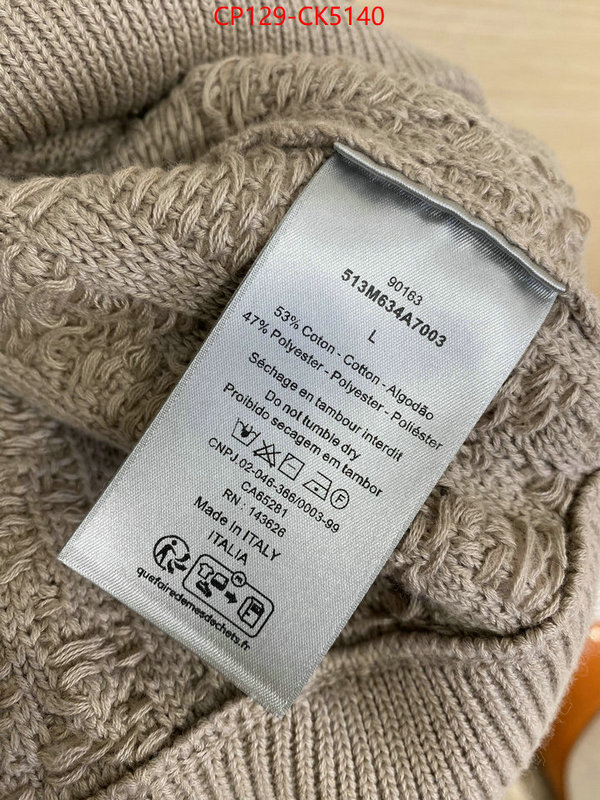 CP129-CK5140
90163
513M634A7003
L
53% Coton - Cotton - Algodão
47% Polyester - Polyester - Poliéster
Séchage en tambour interdit
Do not tumble dry
Proibido secagem em tambor
CNPJ.02-046-366/0003-99
CA65281
RN : 143626
Made In ITALY
ITALIA
quefairedemesdechets.fr